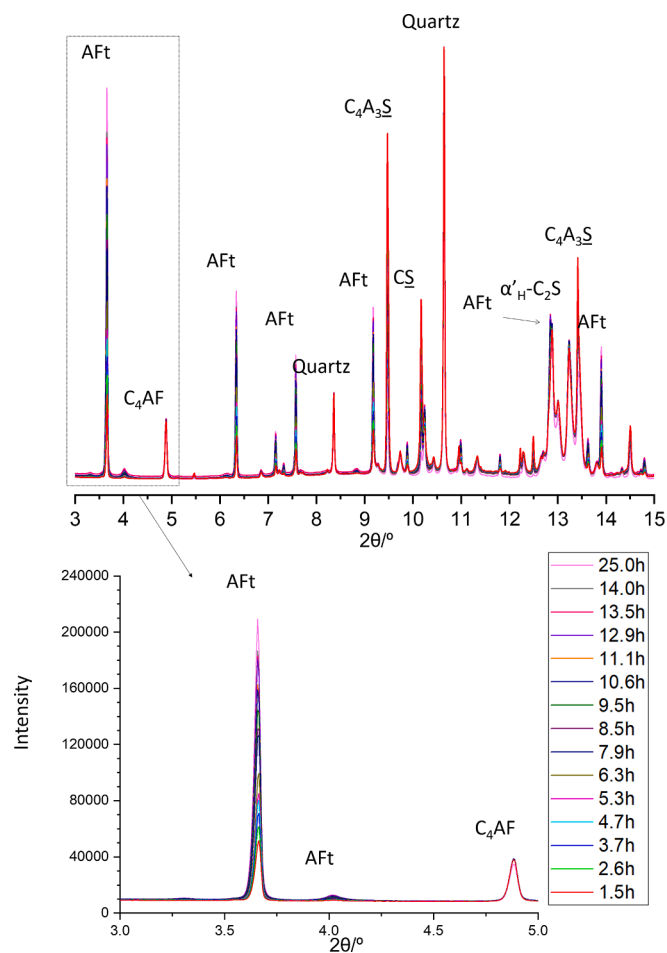 Quartz
AFt
C₄A₃S
C₄A₃S
AFt
CS
α'H-C₂S
AFt
AFt
AFt
AFt
Quartz
C₄AF
3 4 5 6 7 8 9 10 11 12 13 14 15
2θ/º
AFt
AFt
C₄AF
Intensity
240000
200000
160000
120000
80000
40000
0
3.0 3.5 4.0 4.5 5.0
2θ/º
25.0h
14.0h
13.5h
12.9h
11.1h
10.6h
9.5h
8.5h
7.9h
6.3h
5.3h
4.7h
3.7h
2.6h
1.5h